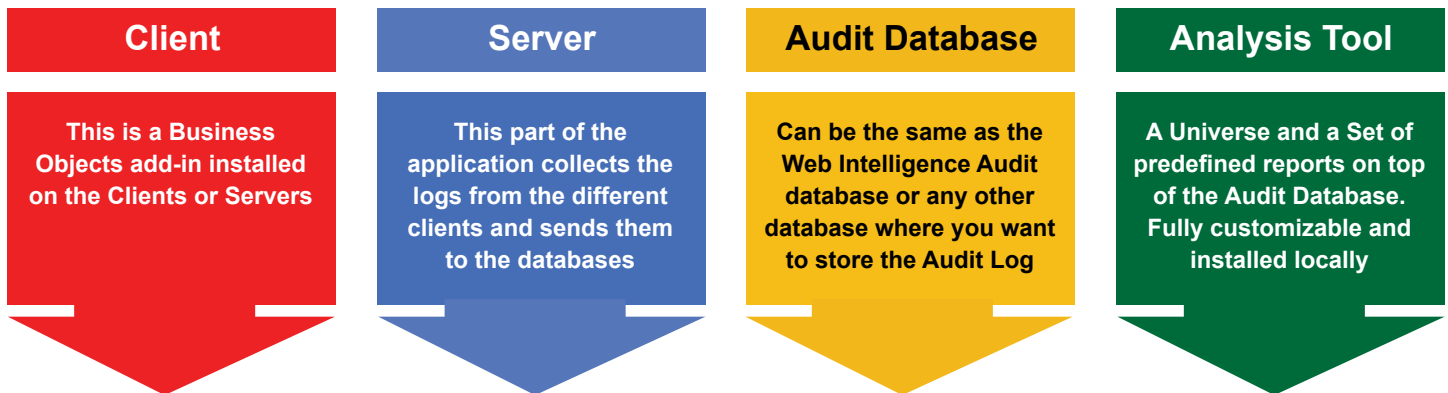 Client
This is a Business
Objects add-in installed
on the Clients or Servers
Server
This part of the
application collects the
logs from the different
clients and sends them
to the databases
Audit Database
Can be the same as the
Web Intelligence Audit
database or any other
database where you want
to store the Audit Log
Analysis Tool
A Universe and a Set of
predefined reports on top
of the Audit Database.
Fully customizable and
installed locally